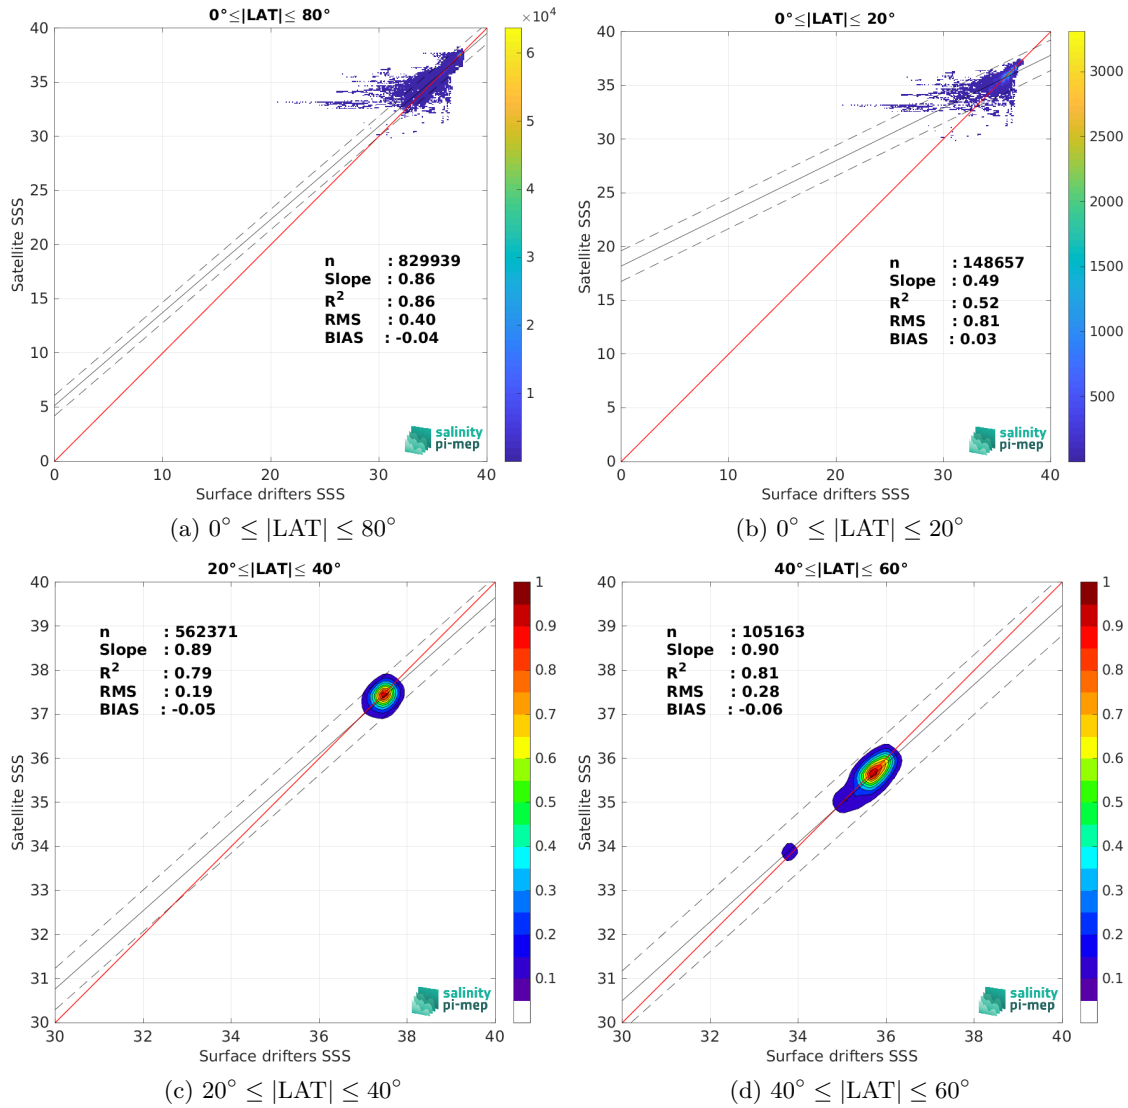 0°≤|LAT|≤ 80°
×10^4
40
35
30
25
20
15
10
5
0
0
10
20
30
40
Satellite SSS
Surface drifters SSS
n : 829939
Slope : 0.86
R^2 : 0.86
RMS : 0.40
BIAS : -0.04
salinity
pi-mep
6
5
4
3
2
1
(a) 0° ≤ |LAT| ≤ 80°
0°≤|LAT|≤ 20°
40
35
30
25
20
15
10
5
0
0
10
20
30
40
Satellite SSS
Surface drifters SSS
n : 148657
Slope : 0.49
R^2 : 0.52
RMS : 0.81
BIAS : 0.03
salinity
pi-mep
3000
2500
2000
1500
1000
500
(b) 0° ≤ |LAT| ≤ 20°
20°≤|LAT|≤ 40°
40
39
38
37
36
35
34
33
32
31
30
30
32
34
36
38
40
Satellite SSS
Surface drifters SSS
n : 562371
Slope : 0.89
R^2 : 0.79
RMS : 0.19
BIAS : -0.05
salinity
pi-mep
1
0.9
0.8
0.7
0.6
0.5
0.4
0.3
0.2
0.1
(c) 20° ≤ |LAT| ≤ 40°
40°≤|LAT|≤ 60°
40
39
38
37
36
35
34
33
32
31
30
30
32
34
36
38
40
Satellite SSS
Surface drifters SSS
n : 105163
Slope : 0.90
R^2 : 0.81
RMS : 0.28
BIAS : -0.06
salinity
pi-mep
1
0.9
0.8
0.7
0.6
0.5
0.4
0.3
0.2
0.1
(d) 40° ≤ |LAT| ≤ 60°